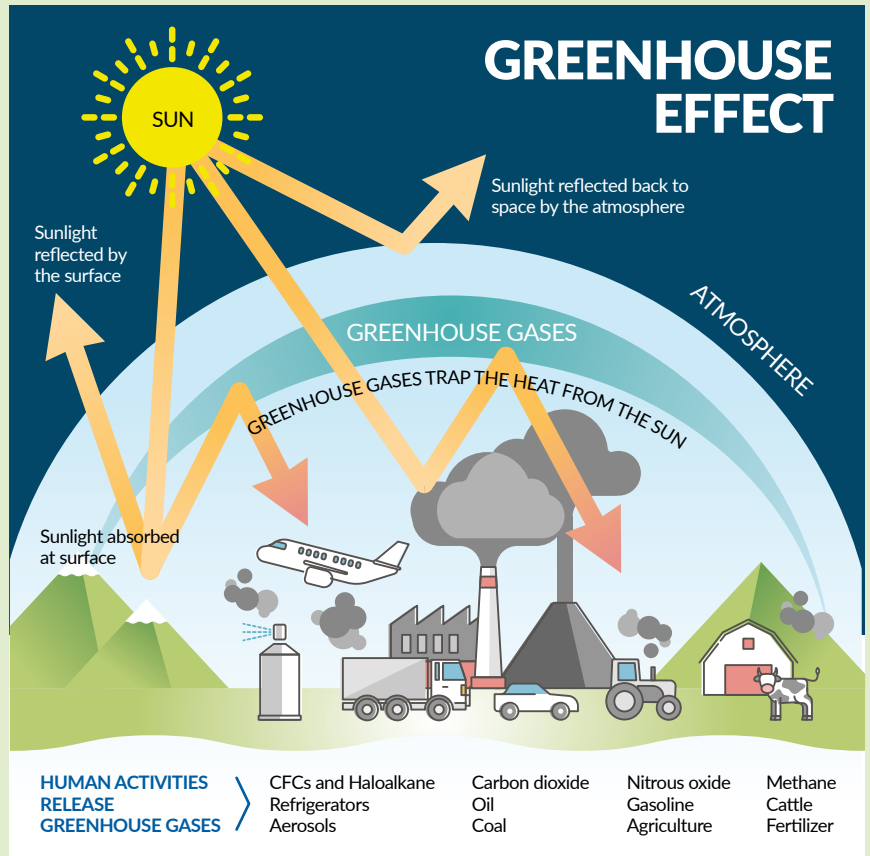 GREENHOUSE
EFFECT
SUN
Sunlight reflected back to
space by the atmosphere
Sunlight
reflected by
the surface
ATMOSPHERE
GREENHOUSE GASES
GREENHOUSE GASES TRAP THE HEAT FROM THE SUN
Sunlight absorbed
at surface
HUMAN ACTIVITIES
RELEASE
GREENHOUSE GASES
CFCs and Haloalkane
Refrigerators
Aerosols
Carbon dioxide
Oil
Coal
Nitrous oxide
Gasoline
Agriculture
Methane
Cattle
Fertilizer